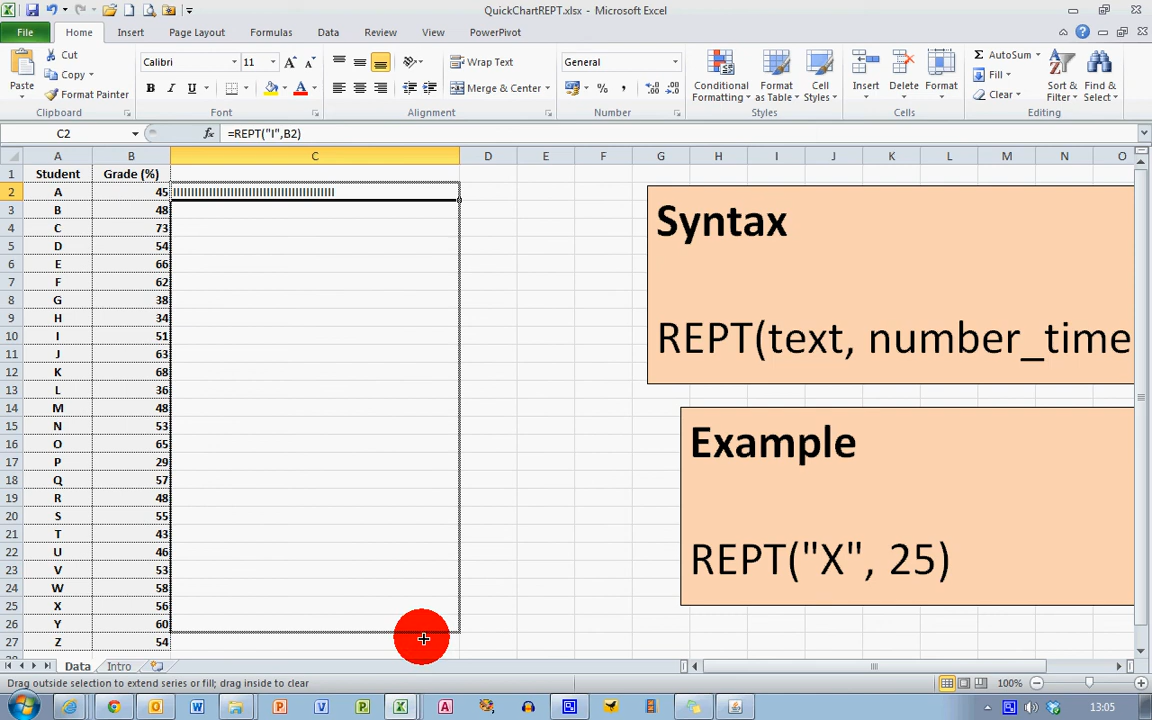 QuickChartREPT.xlsx - Microsoft Excel
File Home Insert Page Layout Formulas Data Review View PowerPivot
Paste
Cut
Copy
Format Painter
Clipboard
Calibri 11
B I U
Font
Wrap Text
Merge & Center
Alignment
General
Number
Conditional Formatting
Format as Table
Cell Styles
Styles
Insert Delete Format
Cells
AutoSum
Fill
Clear
Sort & Filter
Find & Select
Editing
C2 fx =REPT("I",B2)
A B C D E F G H I J K L M N O
1 Student Grade (%)
2 A 45 IIIIIIIIIIIIIIIIIIIIIIIIIIIIIIIIIIIIIIIIIIIII
3 B 48
4 C 73
5 D 54
6 E 66
7 F 62
8 G 38
9 H 34
10 I 51
11 J 63
12 K 68
13 L 36
14 M 48
15 N 53
16 O 65
17 P 29
18 Q 57
19 R 48
20 S 55
21 T 43
22 U 46
23 V 53
24 W 58
25 X 56
26 Y 60
27 Z 54
Syntax
REPT(text, number_time
Example
REPT("X", 25)
Data Intro
Drag outside selection to extend series or fill; drag inside to clear
100%
13:05